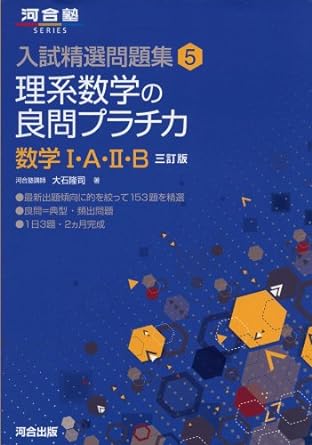 河合塾
SERIES
入試精選問題集 5
理系数学の
良問プラチカ
数学 I・A・II・B 三訂版
河合塾講師 大石隆司 著
●最新出題傾向に的を絞って153題を精選
●良問=典型・頻出問題
●1日3題・2ヵ月完成
河合出版